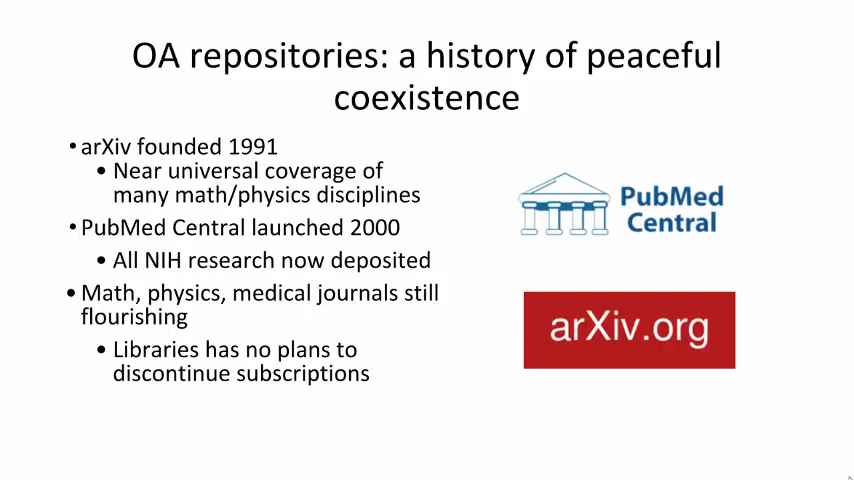 OA repositories: a history of peaceful
coexistence
• arXiv founded 1991
• Near universal coverage of
many math/physics disciplines
• PubMed Central launched 2000
• All NIH research now deposited
• Math, physics, medical journals still
flourishing
• Libraries has no plans to
discontinue subscriptions
PubMed
Central
arXiv.org